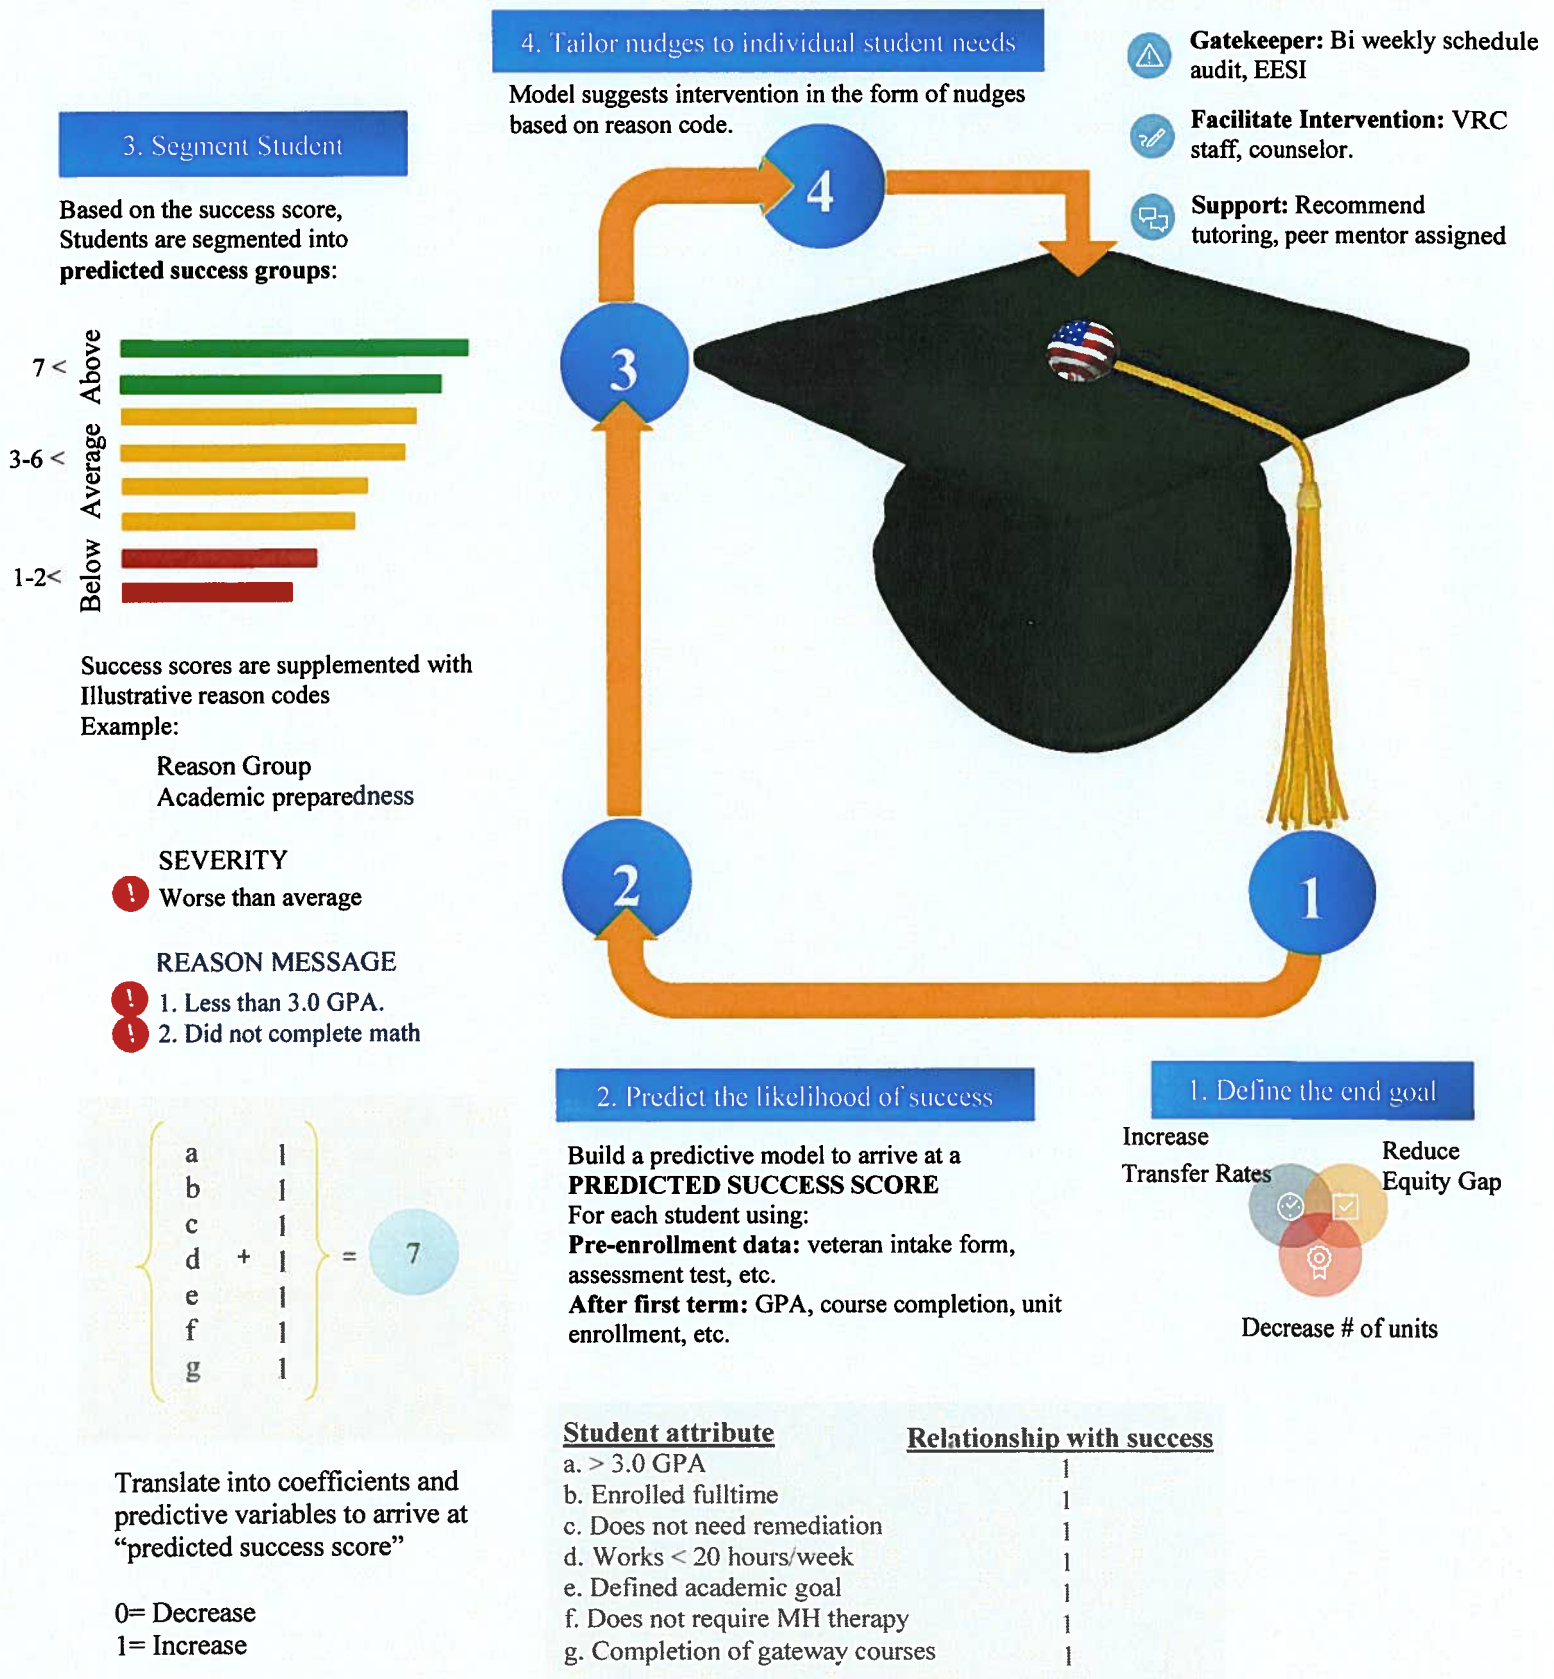 4. Tailor nudges to individual student needs
Model suggests intervention in the form of nudges
based on reason code.
Gatekeeper: Bi weekly schedule
audit, EESI
Facilitate Intervention: VRC
staff, counselor.
Support: Recommend
tutoring, peer mentor assigned
3. Segment Student
Based on the success score,
Students are segmented into
predicted success groups:
7 <
Above
3-6 <
Average
1-2<
Below
Success scores are supplemented with
Illustrative reason codes
Example:
Reason Group
Academic preparedness
SEVERITY
! Worse than average
REASON MESSAGE
! 1. Less than 3.0 GPA.
! 2. Did not complete math
4
3
2
1
2. Predict the likelihood of success
Build a predictive model to arrive at a
PREDICTED SUCCESS SCORE
For each student using:
Pre-enrollment data: veteran intake form,
assessment test, etc.
After first term: GPA, course completion, unit
enrollment, etc.
1. Define the end goal
Increase
Transfer Rates
Reduce
Equity Gap
Decrease # of units
a 1
b 1
c 1
d + 1 = 7
e 1
f 1
g 1
Translate into coefficients and
predictive variables to arrive at
“predicted success score”
0= Decrease
1= Increase
Student attribute Relationship with success
a. > 3.0 GPA 1
b. Enrolled fulltime 1
c. Does not need remediation 1
d. Works < 20 hours/week 1
e. Defined academic goal 1
f. Does not require MH therapy 1
g. Completion of gateway courses 1